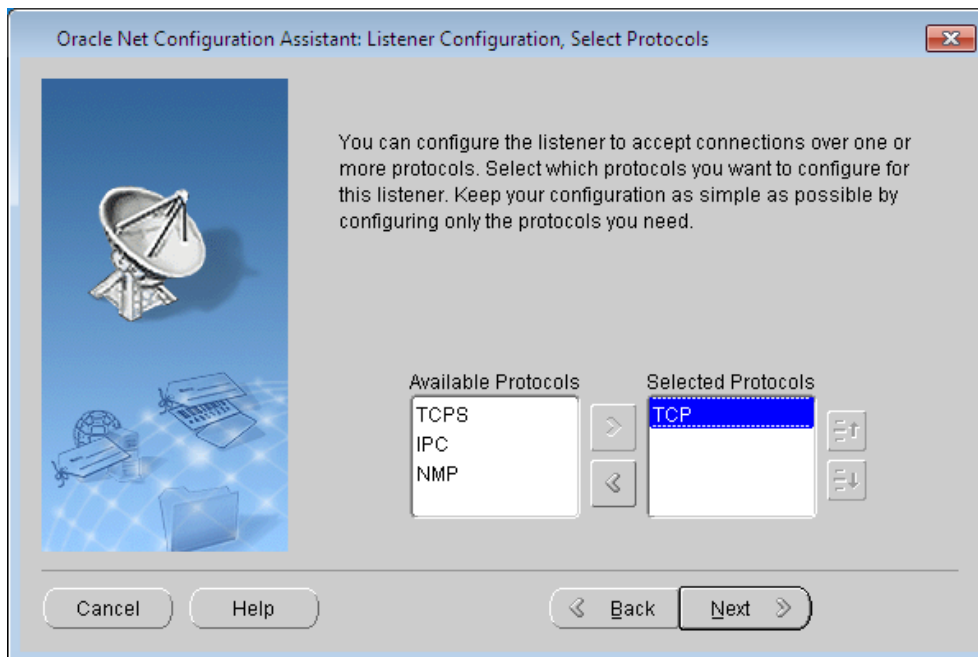 Oracle Net Configuration Assistant: Listener Configuration, Select Protocols
You can configure the listener to accept connections over one or
more protocols. Select which protocols you want to configure for
this listener. Keep your configuration as simple as possible by
configuring only the protocols you need.
Available Protocols
TCPS
IPC
NMP
Selected Protocols
TCP
Cancel
Help
Back
Next